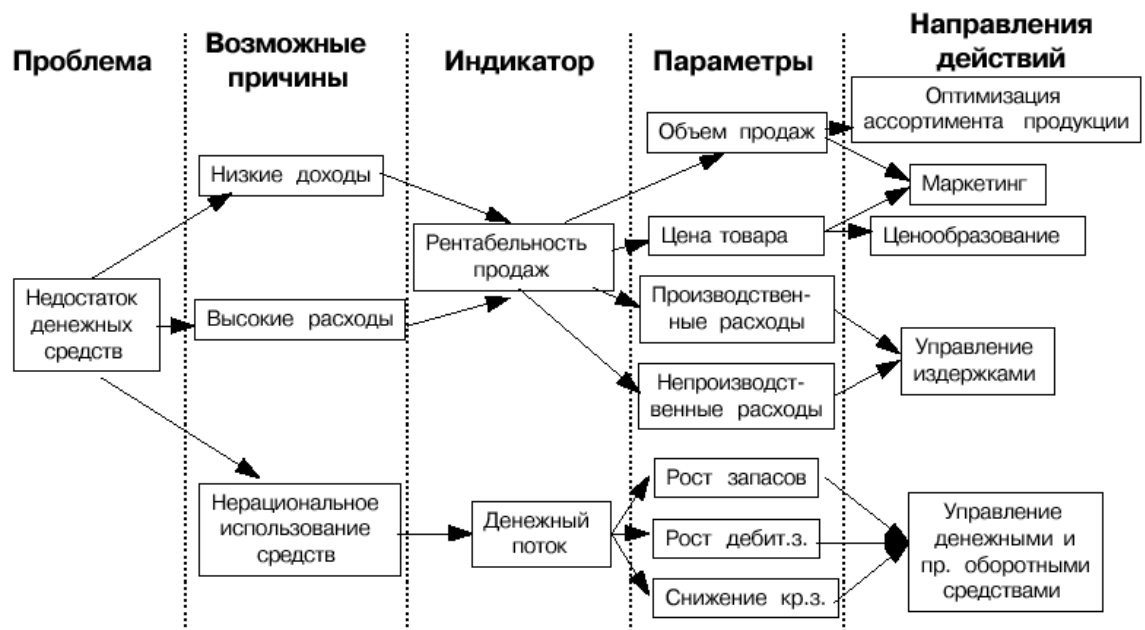 Проблема
Возможные
причины
Индикатор
Параметры
Направления
действий
Недостаток
денежных
средств
Низкие доходы
Высокие расходы
Нерациональное
использование
средств
Рентабельность
продаж
Денежный
поток
Объем продаж
Цена товара
Производствен-
ные расходы
Непроизводст-
венные расходы
Рост запасов
Рост дебит.з.
Снижение кр.з.
Оптимизация
ассортимента продукции
Маркетинг
Ценообразование
Управление
издержками
Управление
денежными и
пр. оборотными
средствами